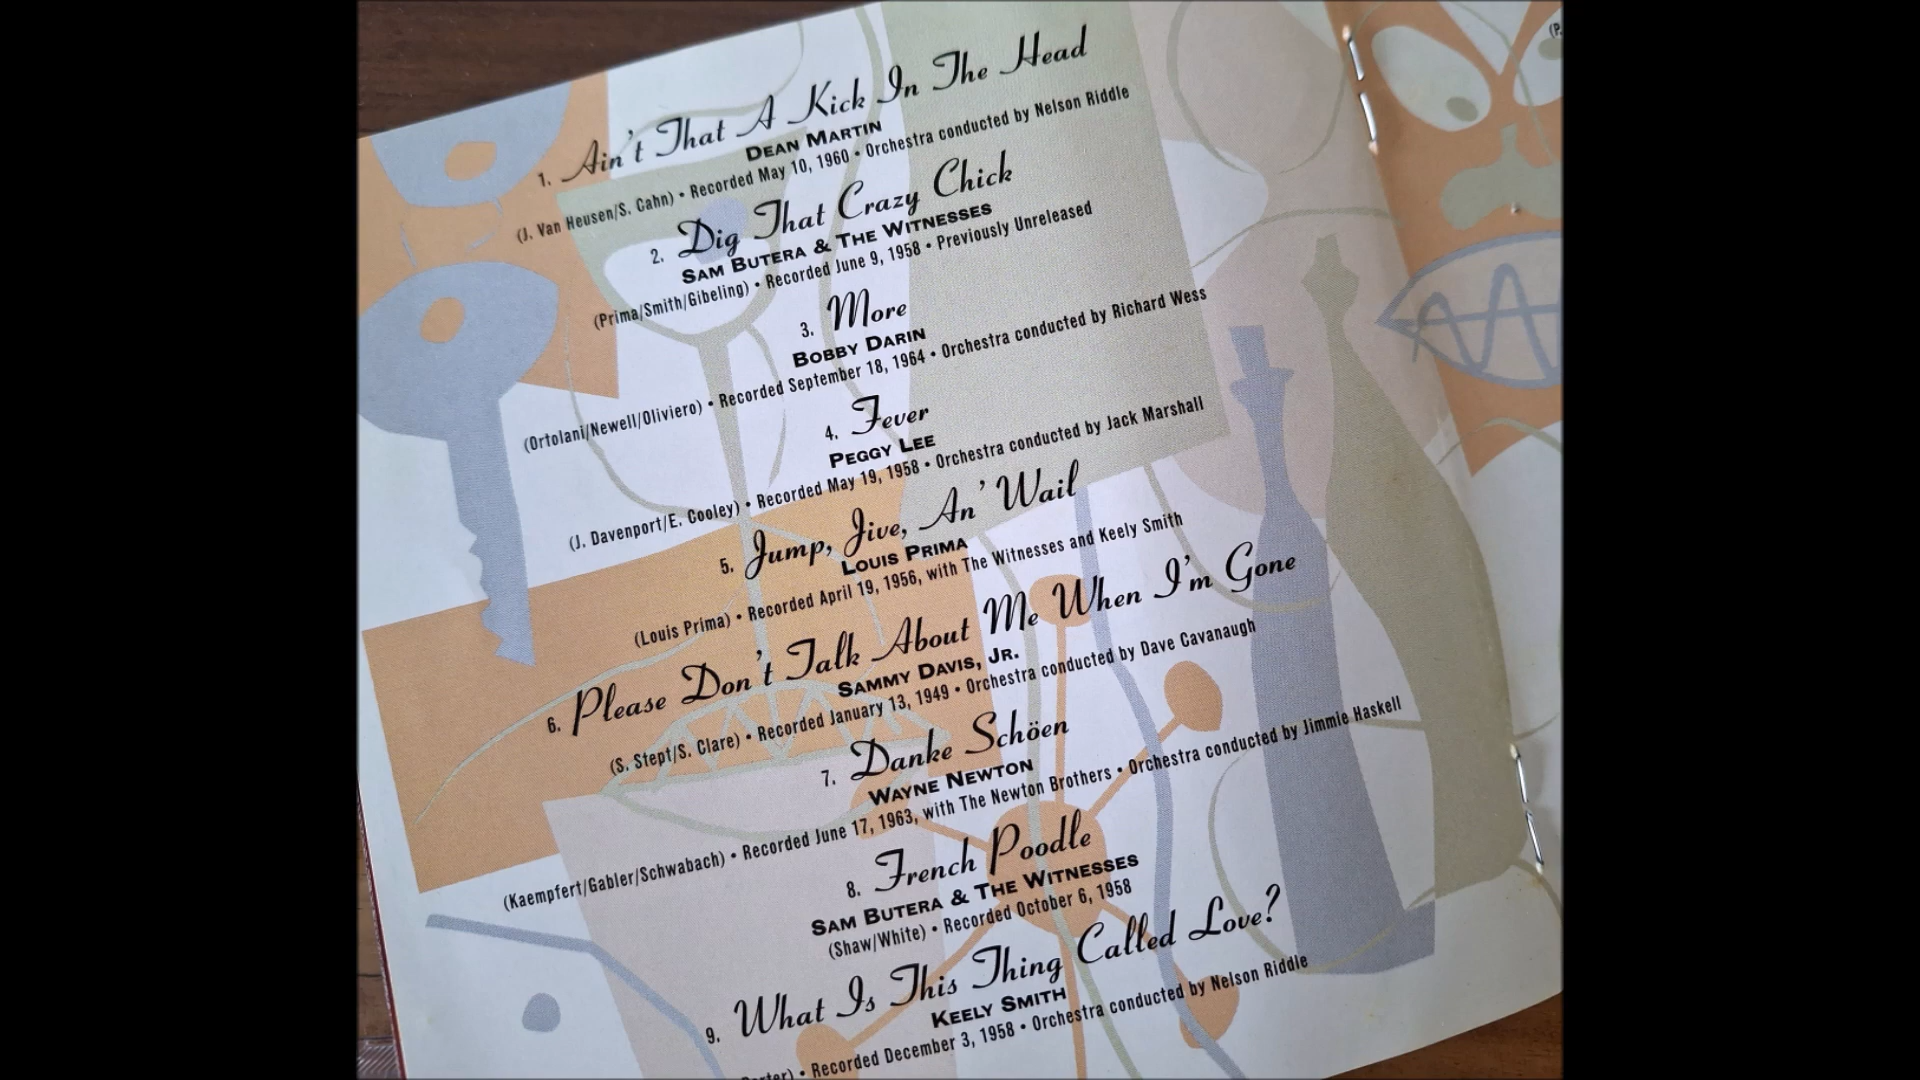 1. Ain't That A Kick In The Head
DEAN MARTIN
(J. Van Heusen/S. Cahn) • Recorded May 10, 1960 • Orchestra conducted by Nelson Riddle
2. Dig That Crazy Chick
SAM BUTERA & THE WITNESSES
(Prima/Smith/Gibeling) • Recorded June 9, 1958 • Previously Unreleased
3. More
BOBBY DARIN
(Ortolani/Newell/Oliviero) • Recorded September 18, 1964 • Orchestra conducted by Richard Wess
4. Fever
PEGGY LEE
(J. Davenport/E. Cooley) • Recorded May 19, 1958 • Orchestra conducted by Jack Marshall
5. Jump, Jive, An' Wail
LOUIS PRIMA
(Louis Prima) • Recorded April 19, 1956, with The Witnesses and Keely Smith
6. Please Don't Talk About Me When I'm Gone
SAMMY DAVIS, JR.
(S. Stept/S. Clare) • Recorded January 13, 1949 • Orchestra conducted by Dave Cavanaugh
7. Danke Schöen
WAYNE NEWTON
(Kaempfert/Gabler/Schwabach) • Recorded June 17, 1963, with The Newton Brothers • Orchestra conducted by Jimmie Haskell
8. French Poodle
SAM BUTERA & THE WITNESSES
(Shaw/White) • Recorded October 6, 1958
9. What Is This Thing Called Love?
KEELY SMITH
• Recorded December 3, 1958 • Orchestra conducted by Nelson Riddle